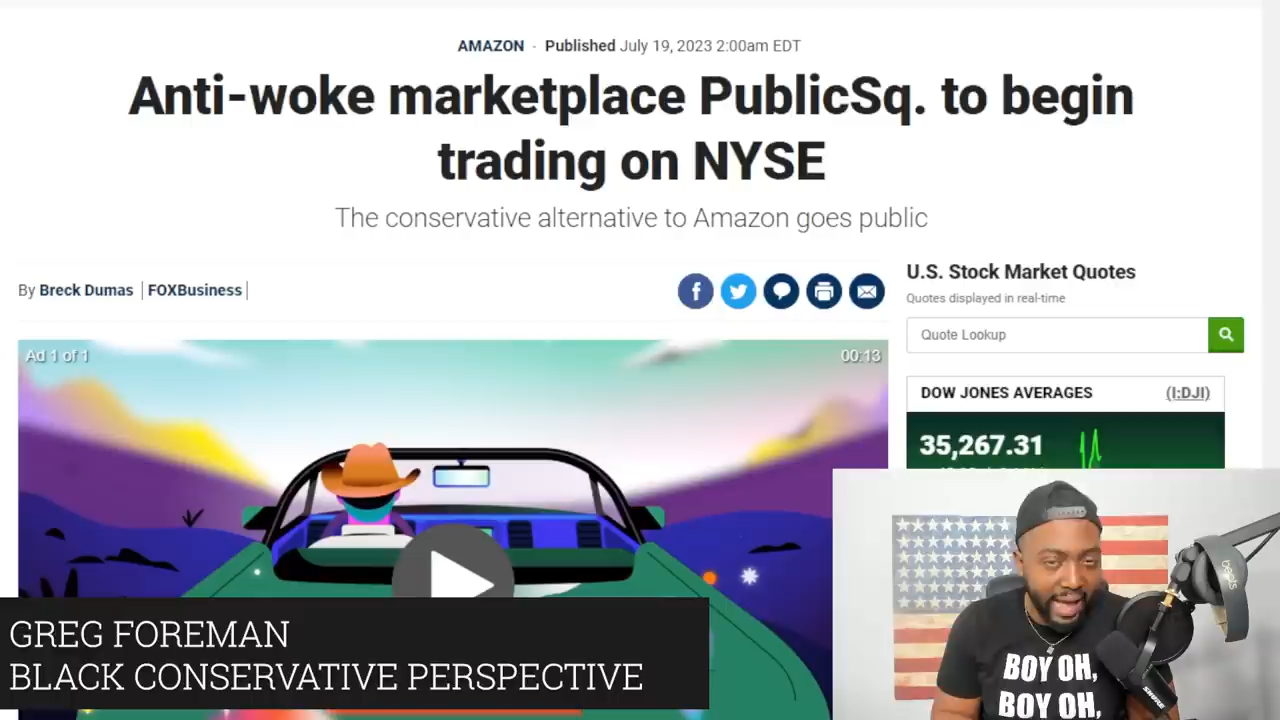 AMAZON - Published July 19, 2023 2:00am EDT
Anti-woke marketplace PublicSq. to begin
trading on NYSE
The conservative alternative to Amazon goes public
By Breck Dumas | FOXBusiness |
U.S. Stock Market Quotes
Quotes displayed in real-time
Quote Lookup
Ad 1 of 1
00:13
DOW JONES AVERAGES (I:DJI)
35,267.31
GREG FOREMAN
BLACK CONSERVATIVE PERSPECTIVE
BOY OH,
BOY OH,
beats
SHURE